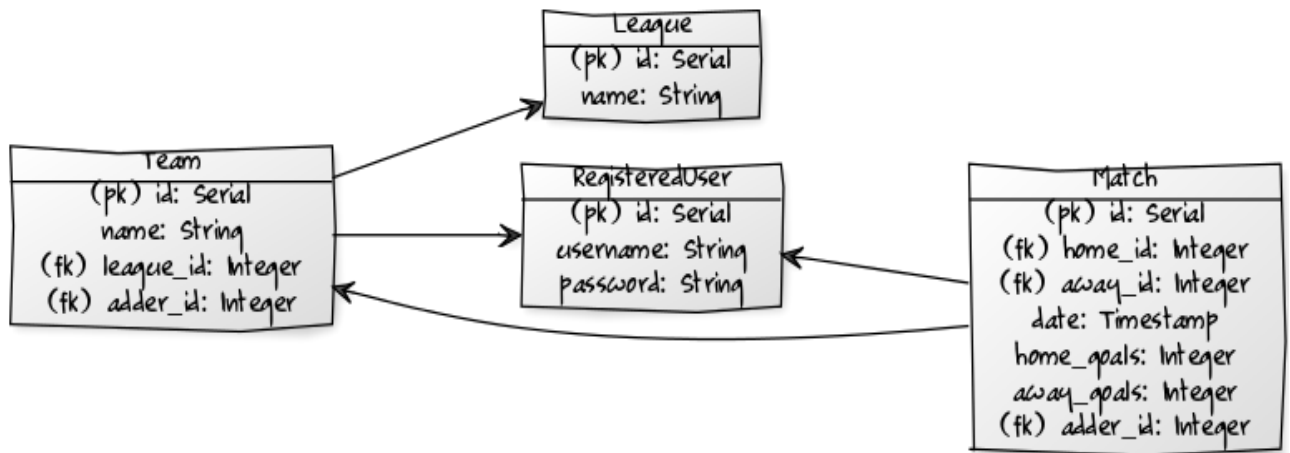 League
(pk) id: Serial
name: String
Team
(pk) id: Serial
name: String
(fk) league_id: Integer
(fk) adder_id: Integer
RegisteredUser
(pk) id: Serial
username: String
password: String
Match
(pk) id: Serial
(fk) home_id: Integer
(fk) away_id: Integer
date: Timestamp
home_goals: Integer
away_goals: Integer
(fk) adder_id: Integer